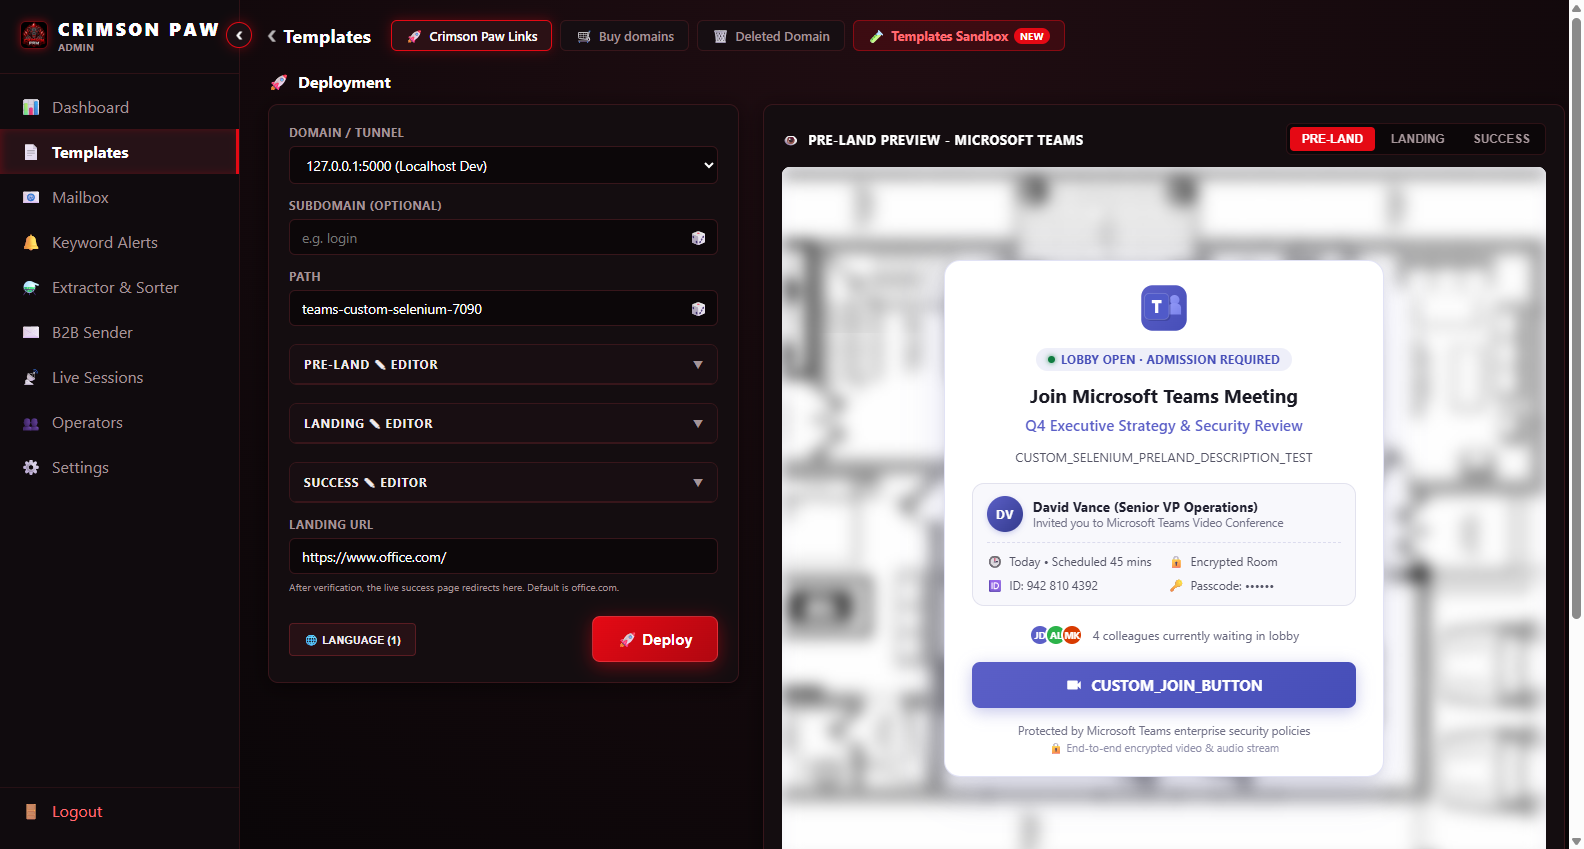 CRIMSON PAW
ADMIN
Dashboard
Templates
Mailbox
Keyword Alerts
Extractor & Sorter
B2B Sender
Live Sessions
Operators
Settings
Logout
Templates
Crimson Paw Links
Buy domains
Deleted Domain
Templates Sandbox NEW
Deployment
DOMAIN / TUNNEL
127.0.0.1:5000 (Localhost Dev)
SUBDOMAIN (OPTIONAL)
e.g. login
PATH
teams-custom-selenium-7090
PRE-LAND EDITOR
LANDING EDITOR
SUCCESS EDITOR
LANDING URL
https://www.office.com/
After verification, the live success page redirects here. Default is office.com.
LANGUAGE (1)
Deploy
PRE-LAND PREVIEW - MICROSOFT TEAMS
PRE-LAND
LANDING
SUCCESS
T
LOBBY OPEN · ADMISSION REQUIRED
Join Microsoft Teams Meeting
Q4 Executive Strategy & Security Review
CUSTOM_SELENIUM_PRELAND_DESCRIPTION_TEST
DV
David Vance (Senior VP Operations)
Invited you to Microsoft Teams Video Conference
Today • Scheduled 45 mins
Encrypted Room
ID: 942 810 4392
Passcode: ••••••
JD AL MK
4 colleagues currently waiting in lobby
CUSTOM_JOIN_BUTTON
Protected by Microsoft Teams enterprise security policies
End-to-end encrypted video & audio stream